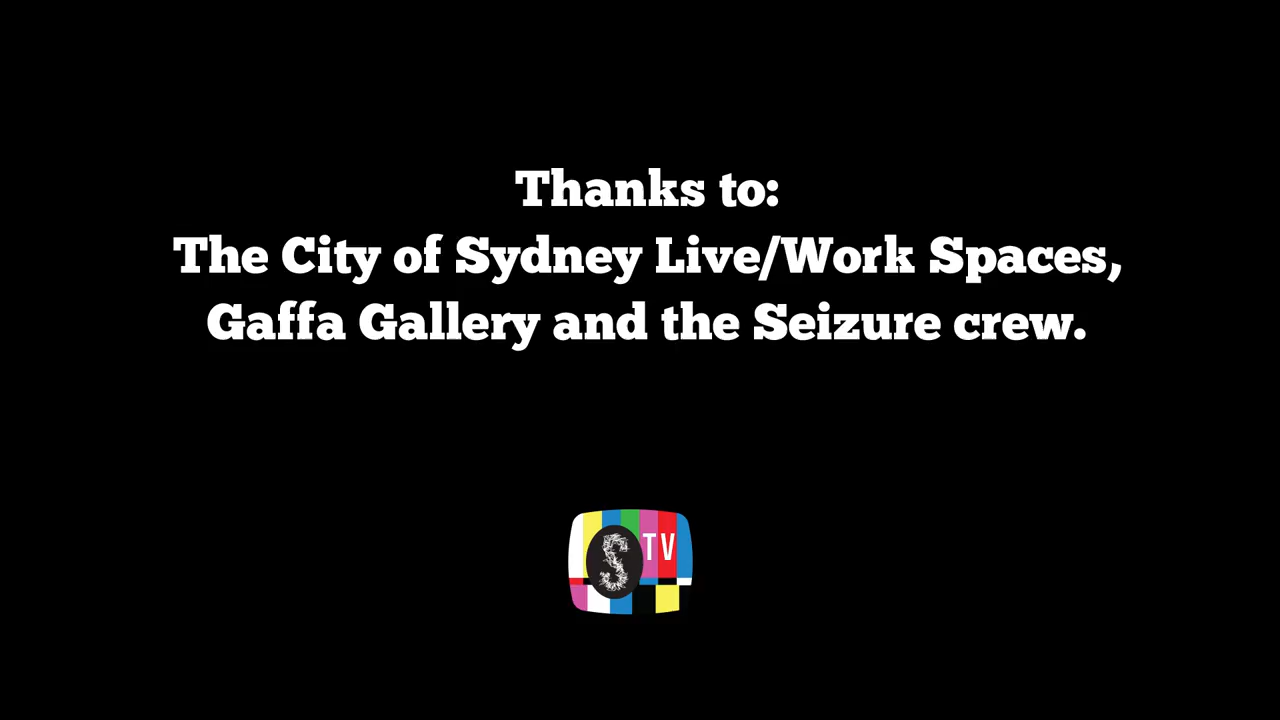 Thanks to:
The City of Sydney Live/Work Spaces,
Gaffa Gallery and the Seizure crew.
S TV